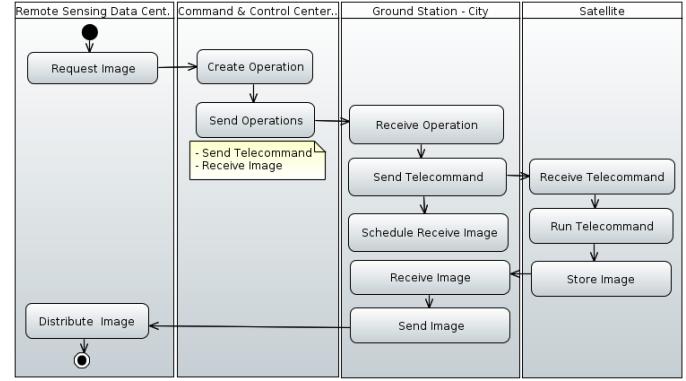 Remote Sensing Data Cent.
Command & Control Center..
Ground Station - City
Satellite
Request Image
Create Operation
Send Operations
- Send Telecommand
- Receive Image
Receive Operation
Send Telecommand
Receive Telecommand
Schedule Receive Image
Run Telecommand
Receive Image
Store Image
Distribute Image
Send Image